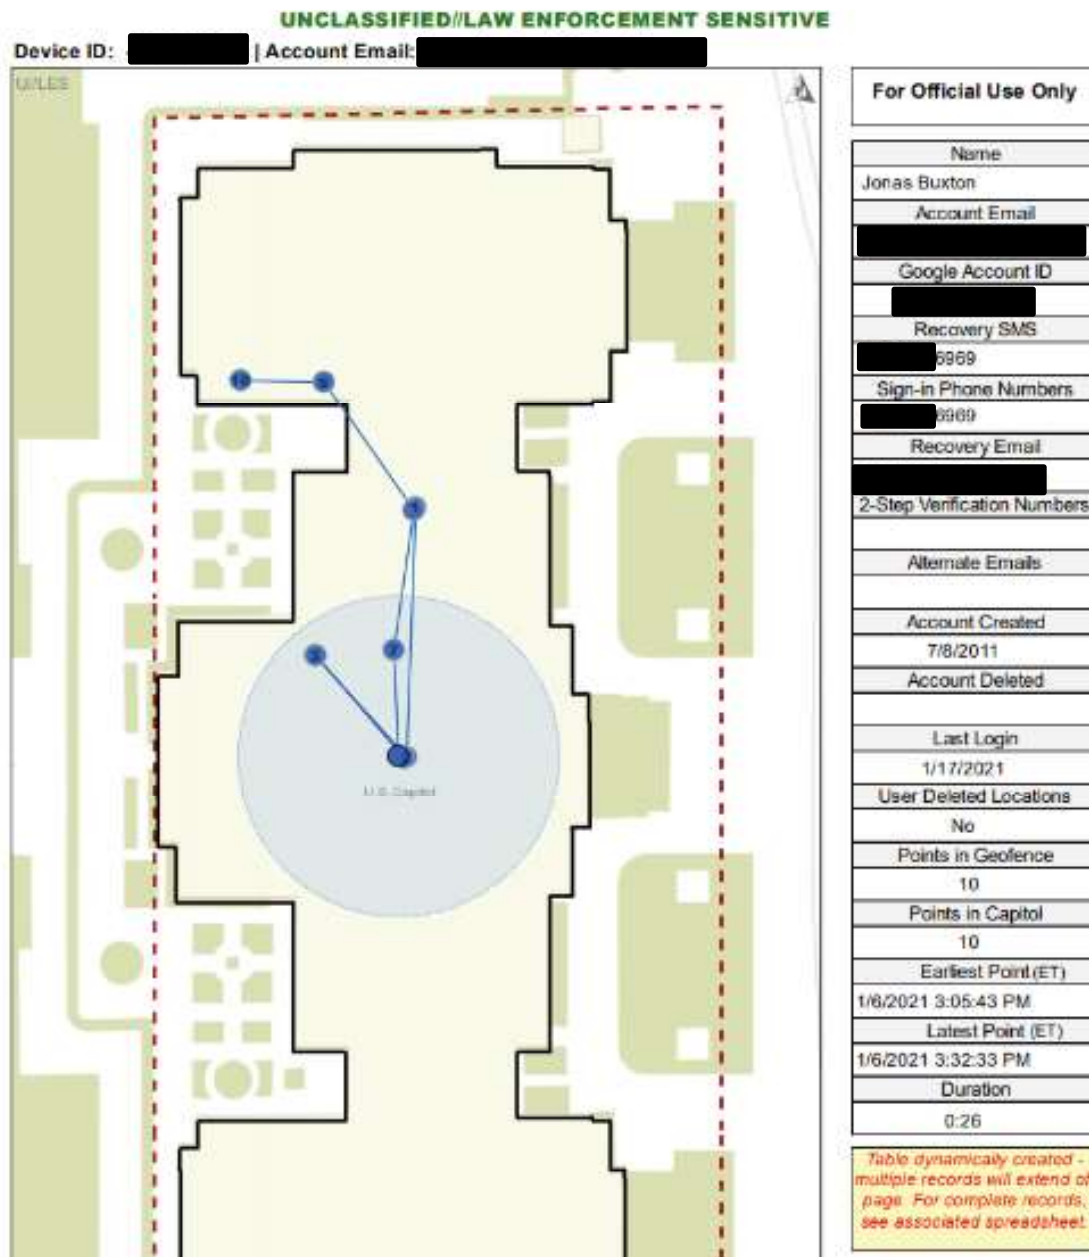 UNCLASSIFIED//LAW ENFORCEMENT SENSITIVE
Device ID: | Account Email:
U//LES
U.S. Capitol
For Official Use Only
Name
Jonas Buxton
Account Email
Google Account ID
Recovery SMS
6969
Sign-in Phone Numbers
6969
Recovery Email
2-Step Verification Numbers
Alternate Emails
Account Created
7/8/2011
Account Deleted
Last Login
1/17/2021
User Deleted Locations
No
Points in Geofence
10
Points in Capitol
10
Earliest Point (ET)
1/6/2021 3:05:43 PM
Latest Point (ET)
1/6/2021 3:32:33 PM
Duration
0:26
Table dynamically created -
multiple records will extend of
page. For complete records,
see associated spreadsheet.